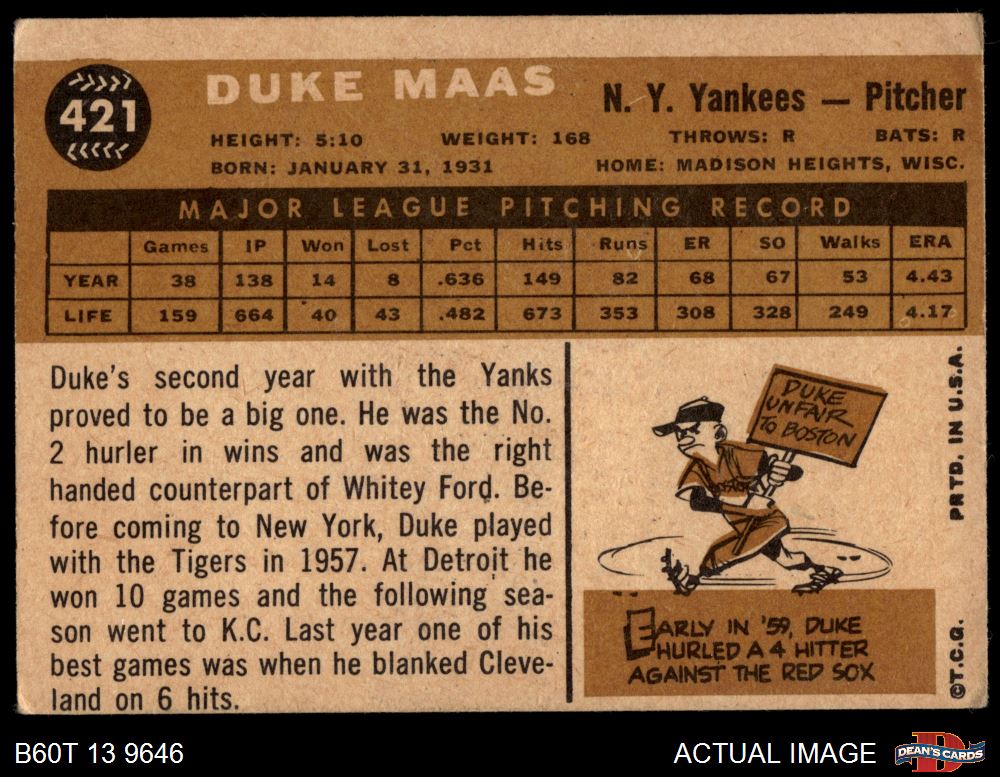 421
DUKE MAAS
N. Y. Yankees — Pitcher
HEIGHT: 5:10 WEIGHT: 168 THROWS: R BATS: R
BORN: JANUARY 31, 1931 HOME: MADISON HEIGHTS, WISC.
MAJOR LEAGUE PITCHING RECORD
Games IP Won Lost Pct Hits Runs ER SO Walks ERA
YEAR 38 138 14 8 .636 149 82 68 67 53 4.43
LIFE 159 664 40 43 .482 673 353 308 328 249 4.17
Duke's second year with the Yanks
proved to be a big one. He was the No.
2 hurler in wins and was the right
handed counterpart of Whitey Ford. Be-
fore coming to New York, Duke played
with the Tigers in 1957. At Detroit he
won 10 games and the following sea-
son went to K.C. Last year one of his
best games was when he blanked Cleve-
land on 6 hits.
DUKE
UNFAIR
TO BOSTON
BOSTON
EARLY IN '59, DUKE
HURLED A 4 HITTER
AGAINST THE RED SOX
©T.C.G. PRTD. IN U.S.A.
B60T 13 9646
ACTUAL IMAGE
DEAN'S CARDS